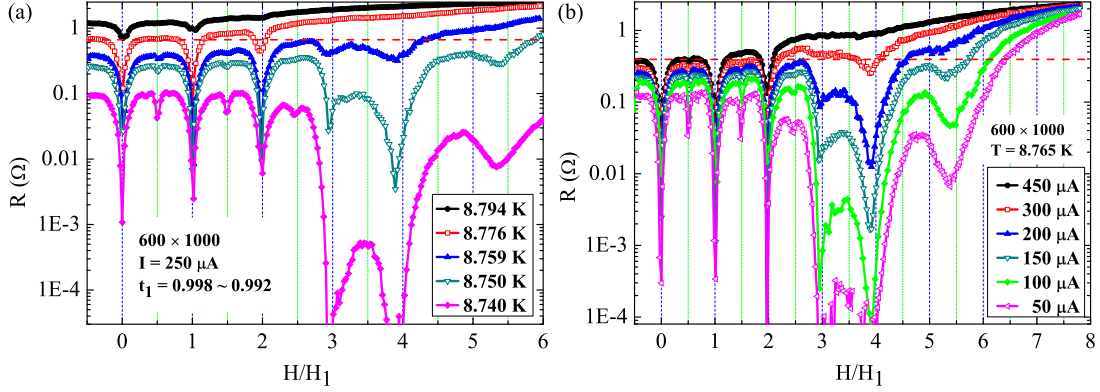 (a)
1
0.1
0.01
1E-3
1E-4
R (Ω)
600 × 1000
I = 250 μA
t1 = 0.998 ~ 0.992
8.794 K
8.776 K
8.759 K
8.750 K
8.740 K
0 1 2 3 4 5 6
H/H1
(b)
1
0.1
0.01
1E-3
1E-4
R (Ω)
600 × 1000
T = 8.765 K
450 μA
300 μA
200 μA
150 μA
100 μA
50 μA
0 1 2 3 4 5 6 7 8
H/H1